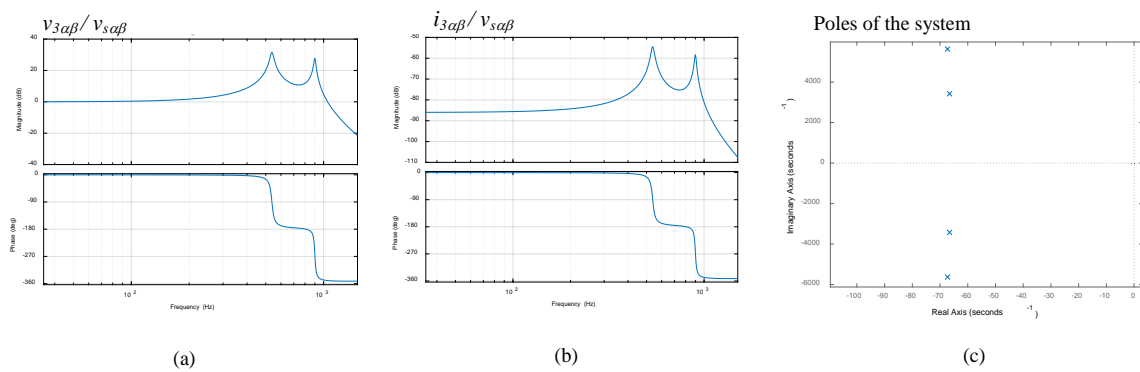 v3αβ / vsαβ
40
20
0
-20
-40
Magnitude (dB)
0
-90
-180
-270
-360
Phase (deg)
10 2
10 3
Frequency (Hz)
(a)
i3αβ / vsαβ
-50
-60
-70
-80
-90
-100
-110
Magnitude (dB)
0
-90
-180
-270
-360
Phase (deg)
10 2
10 3
Frequency (Hz)
(b)
Poles of the system
4000
2000
0
-2000
-4000
-6000
Imaginary Axis (seconds -1)
-100 -90 -80 -70 -60 -50 -40 -30 -20 -10 0
Real Axis (seconds -1)
(c)